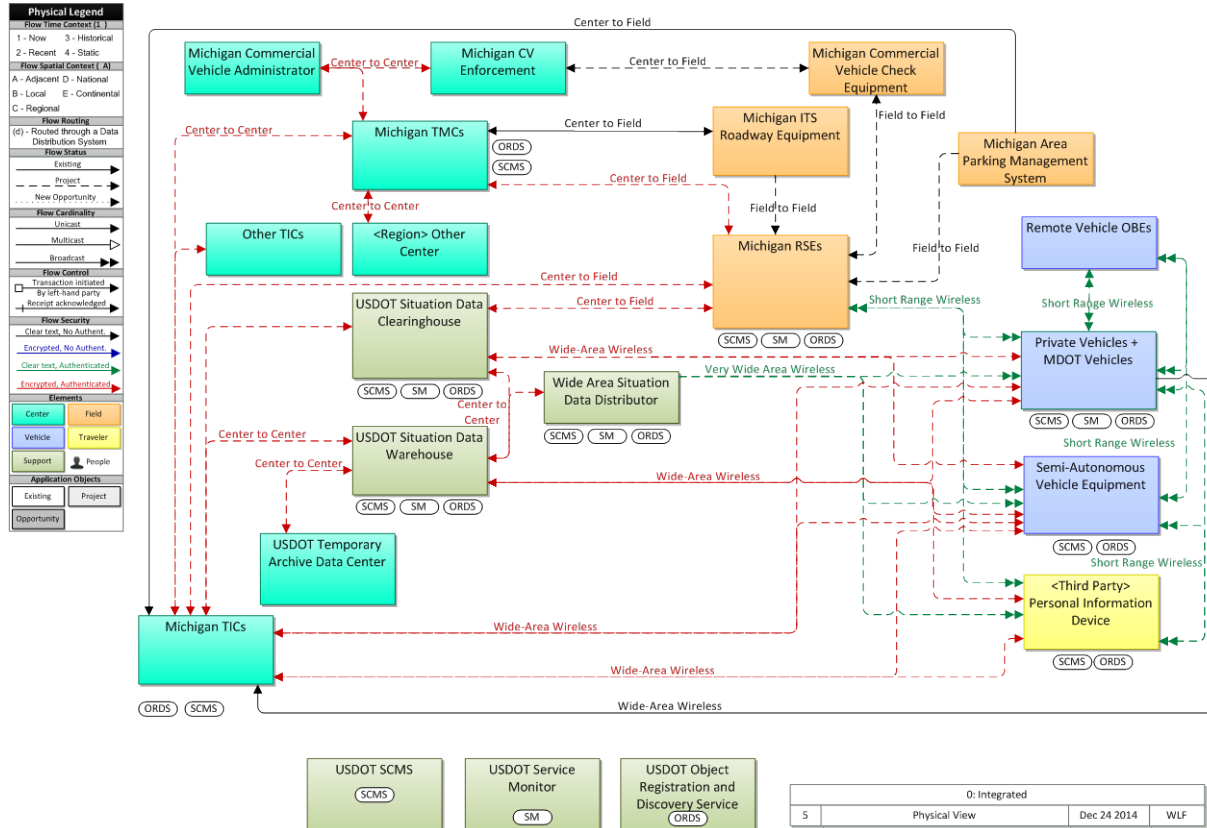 Physical Legend
Flow Time Context (1 )
1 - Now 3 - Historical
2 - Recent 4 - Static
Flow Spatial Context ( A)
A - Adjacent D - National
B - Local E - Continental
C - Regional
Flow Routing
(d) - Routed through a Data
Distribution System
Flow Status
Existing
Project
New Opportunity
Flow Cardinality
Unicast
Multicast
Broadcast
Flow Control
Transaction initiated
By left-hand party
Receipt acknowledged
Flow Security
Clear text, No Authent.
Encrypted, No Authent.
Clear text, Authenticated
Encrypted, Authenticated
Elements
Center Field
Vehicle Traveler
Support People
Application Objects
Existing Project
Opportunity
Center to Field
Michigan Commercial
Vehicle Administrator
Center to Center
Michigan CV
Enforcement
Center to Field
Michigan Commercial
Vehicle Check
Equipment
Center to Center
Michigan TMCs
ORDS
SCMS
Center to Field
Michigan ITS
Roadway Equipment
Field to Field
Michigan Area
Parking Management
System
Center to Field
Center to Center
Field to Field
Other TICs
<Region> Other
Center
Michigan RSEs
Field to Field
Remote Vehicle OBEs
Center to Field
USDOT Situation Data
Clearinghouse
Center to Field
Short Range Wireless
Short Range Wireless
SCMS SM ORDS
Wide-Area Wireless
Private Vehicles +
MDOT Vehicles
Very Wide Area Wireless
SCMS SM ORDS
Wide Area Situation
Data Distributor
Center to
Center
SCMS SM ORDS
SCMS SM ORDS
Center to Center
USDOT Situation Data
Warehouse
Short Range Wireless
Center to Center
Wide-Area Wireless
Semi-Autonomous
Vehicle Equipment
SCMS SM ORDS
SCMS ORDS
USDOT Temporary
Archive Data Center
Short Range Wireless
<Third Party>
Personal Information
Device
Michigan TICs
Wide-Area Wireless
SCMS ORDS
Wide-Area Wireless
ORDS SCMS
Wide-Area Wireless
USDOT SCMS
SCMS
USDOT Service
Monitor
SM
USDOT Object
Registration and
Discovery Service
ORDS
0: Integrated
5 Physical View Dec 24 2014 WLF